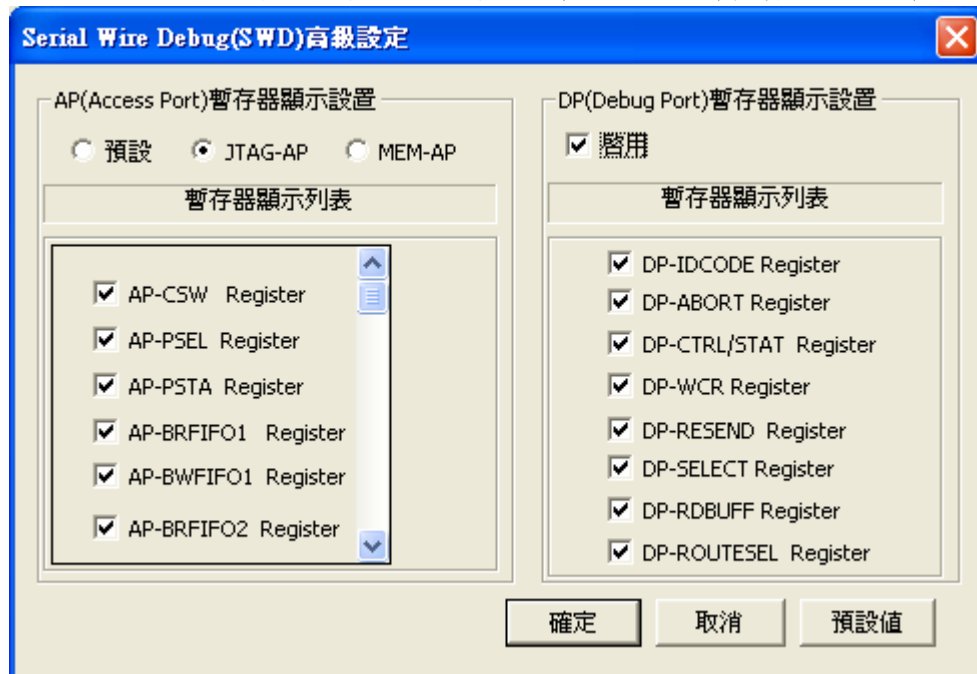 Serial Wire Debug(SWD)高級設定
AP(Access Port)暫存器顯示設置
預設 JTAG-AP MEM-AP
暫存器顯示列表
AP-CSW Register
AP-PSEL Register
AP-PSTA Register
AP-BRFIFO1 Register
AP-BWFIFO1 Register
AP-BRFIFO2 Register
DP(Debug Port)暫存器顯示設置
啟用
暫存器顯示列表
DP-IDCODE Register
DP-ABORT Register
DP-CTRL/STAT Register
DP-WCR Register
DP-RESEND Register
DP-SELECT Register
DP-RDBUFF Register
DP-ROUTESEL Register
確定 取消 預設值